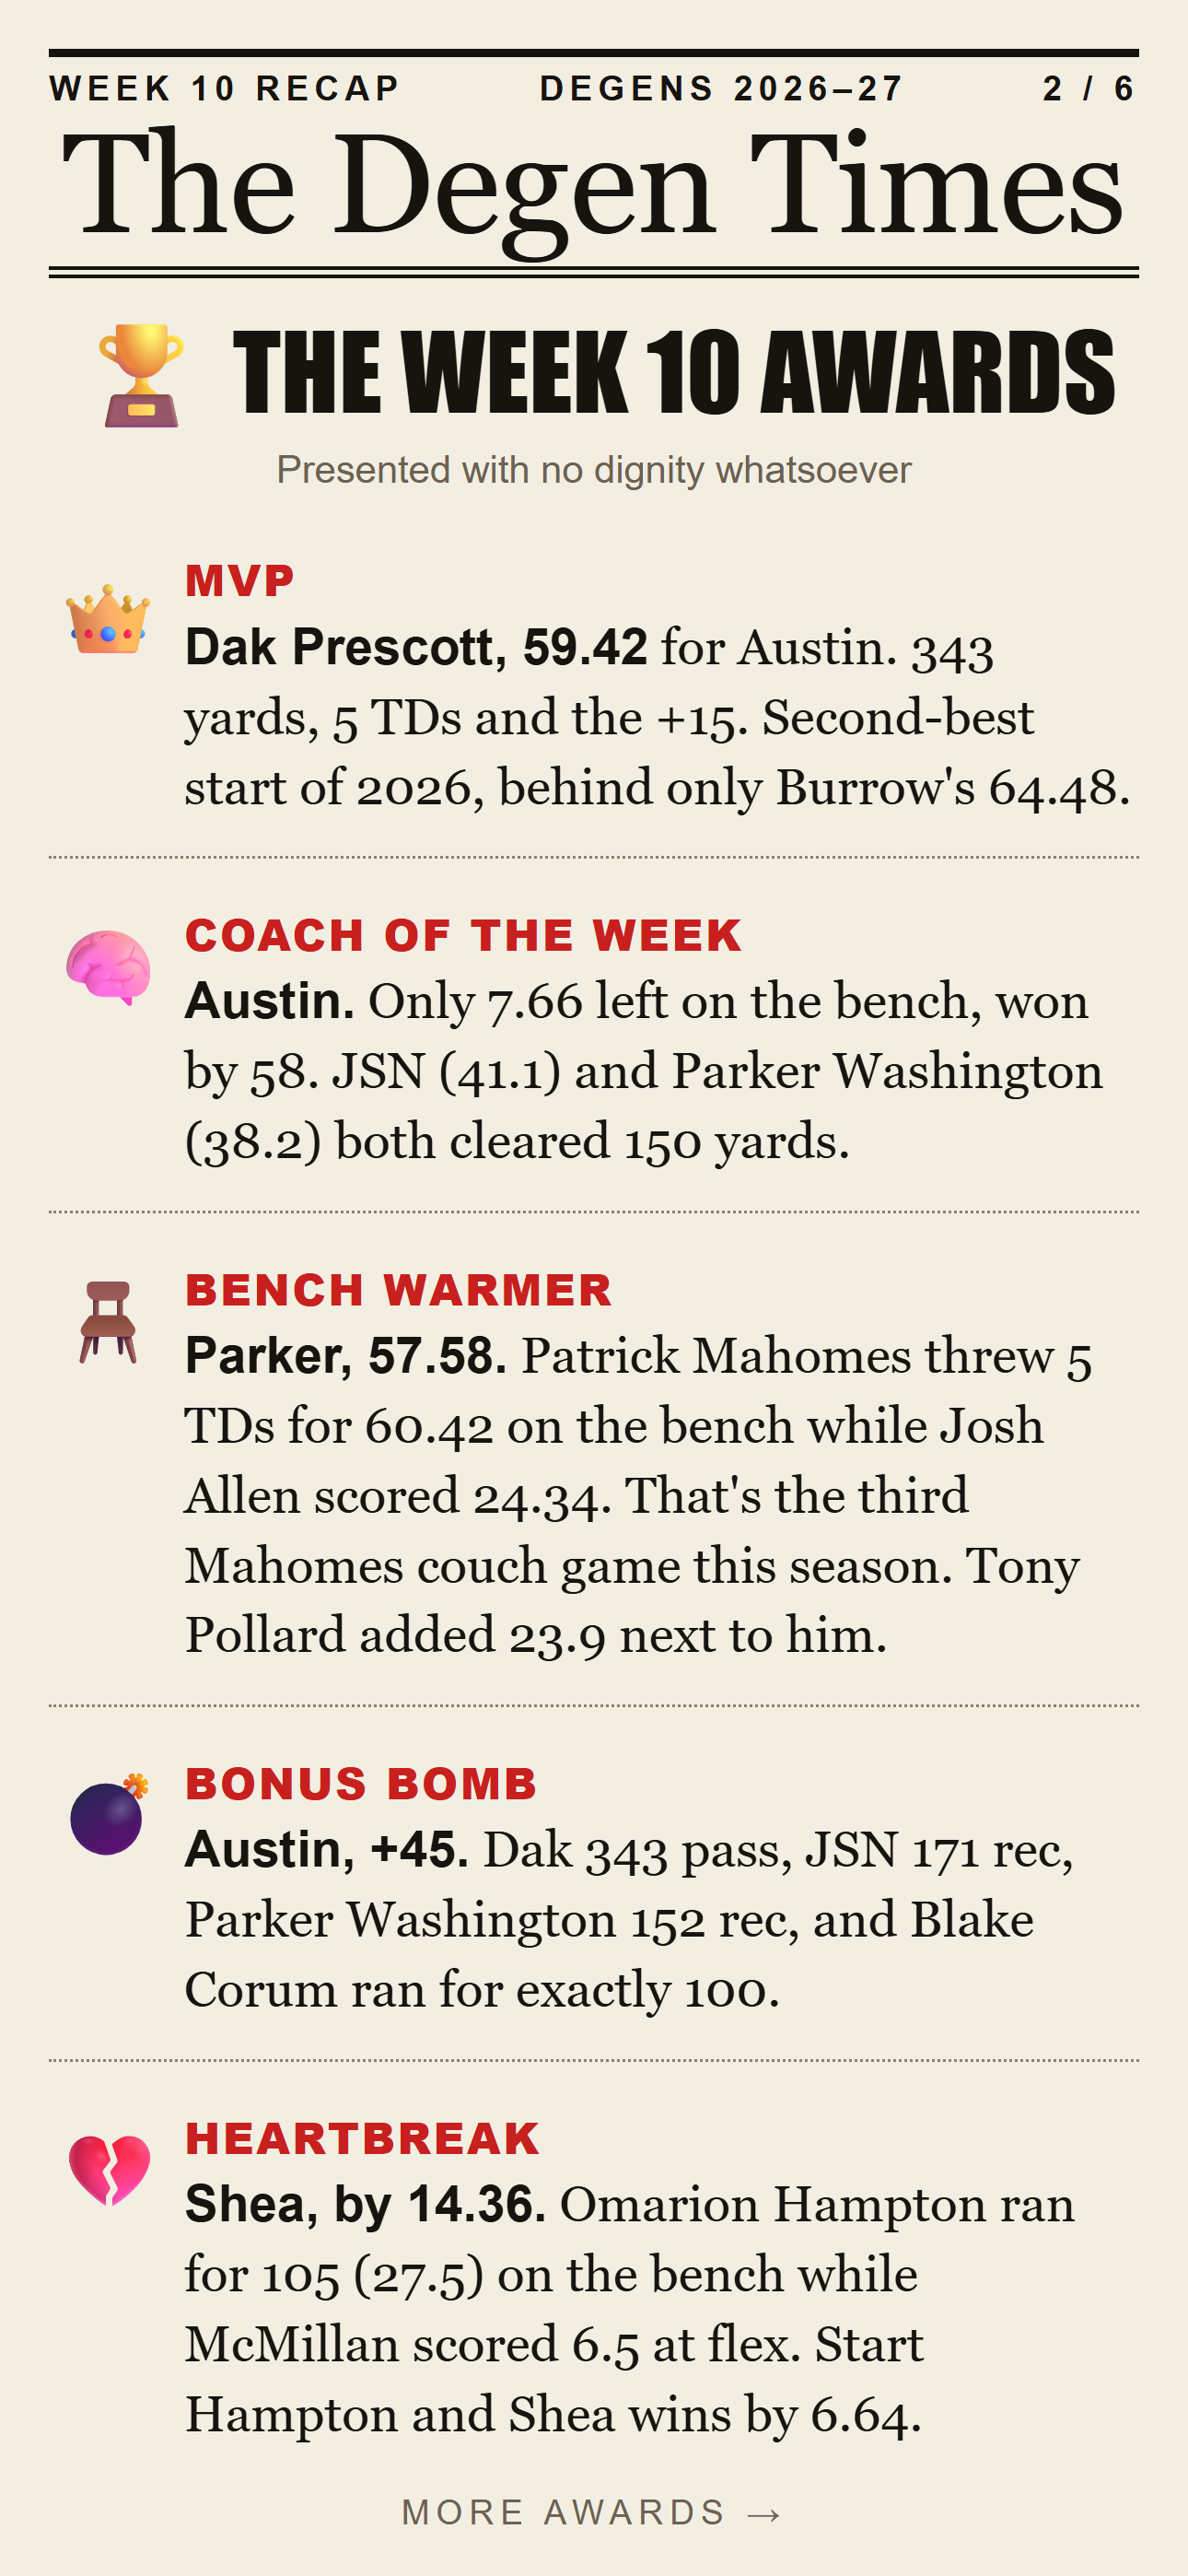 WEEK 10 RECAP DEGENS 2026–27 2 / 6
The Degen Times
THE WEEK 10 AWARDS
Presented with no dignity whatsoever
MVP
Dak Prescott, 59.42 for Austin. 343
yards, 5 TDs and the +15. Second-best
start of 2026, behind only Burrow's 64.48.
COACH OF THE WEEK
Austin. Only 7.66 left on the bench, won
by 58. JSN (41.1) and Parker Washington
(38.2) both cleared 150 yards.
BENCH WARMER
Parker, 57.58. Patrick Mahomes threw 5
TDs for 60.42 on the bench while Josh
Allen scored 24.34. That's the third
Mahomes couch game this season. Tony
Pollard added 23.9 next to him.
BONUS BOMB
Austin, +45. Dak 343 pass, JSN 171 rec,
Parker Washington 152 rec, and Blake
Corum ran for exactly 100.
HEARTBREAK
Shea, by 14.36. Omarion Hampton ran
for 105 (27.5) on the bench while
McMillan scored 6.5 at flex. Start
Hampton and Shea wins by 6.64.
MORE AWARDS →